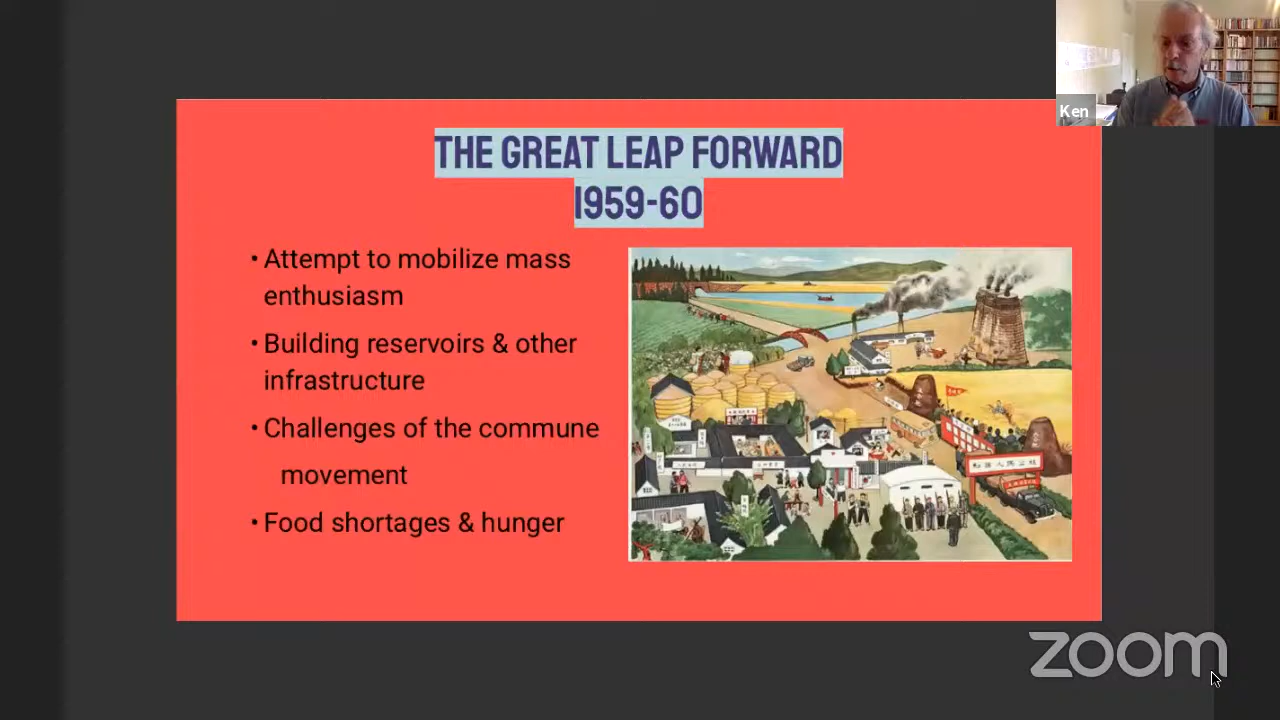 Ken
THE GREAT LEAP FORWARD
1959-60
• Attempt to mobilize mass
enthusiasm
• Building reservoirs & other
infrastructure
• Challenges of the commune
movement
• Food shortages & hunger
zoom